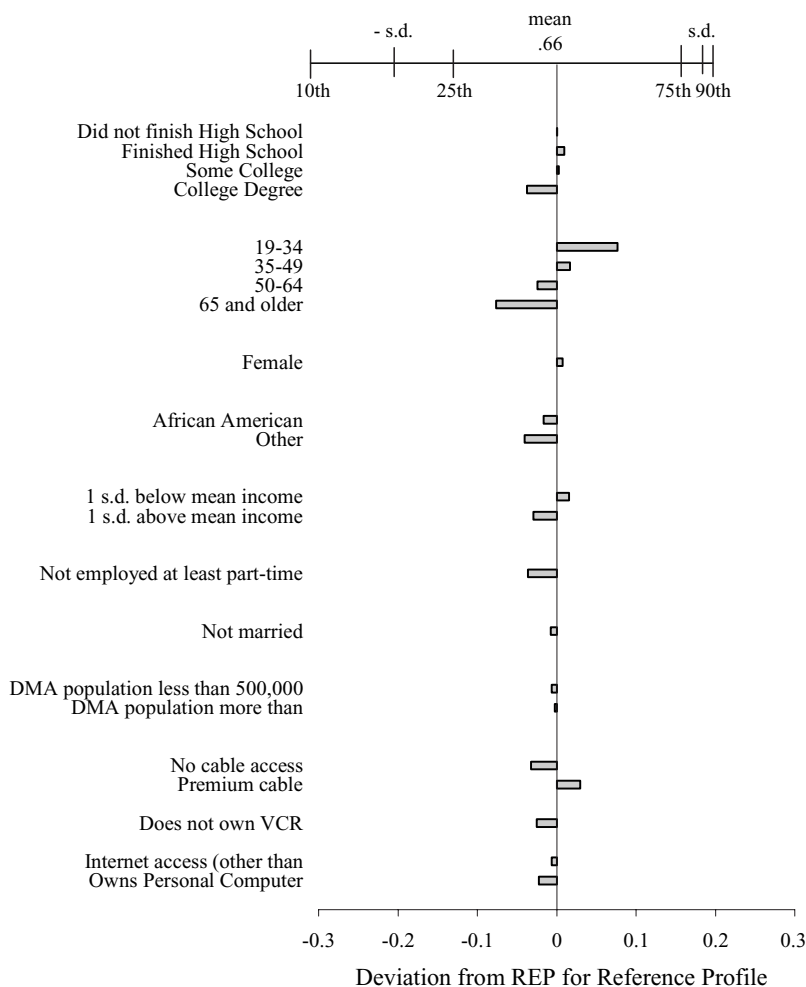 mean
- s.d.
s.d.
.66
10th
25th
75th
90th
Did not finish High School
Finished High School
Some College
College Degree
19-34
35-49
50-64
65 and older
Female
African American
Other
1 s.d. below mean income
1 s.d. above mean income
Not employed at least part-time
Not married
DMA population less than 500,000
DMA population more than
No cable access
Premium cable
Does not own VCR
Internet access (other than
Owns Personal Computer
-0.3 -0.2 -0.1 0 0.1 0.2 0.3
Deviation from REP for Reference Profile